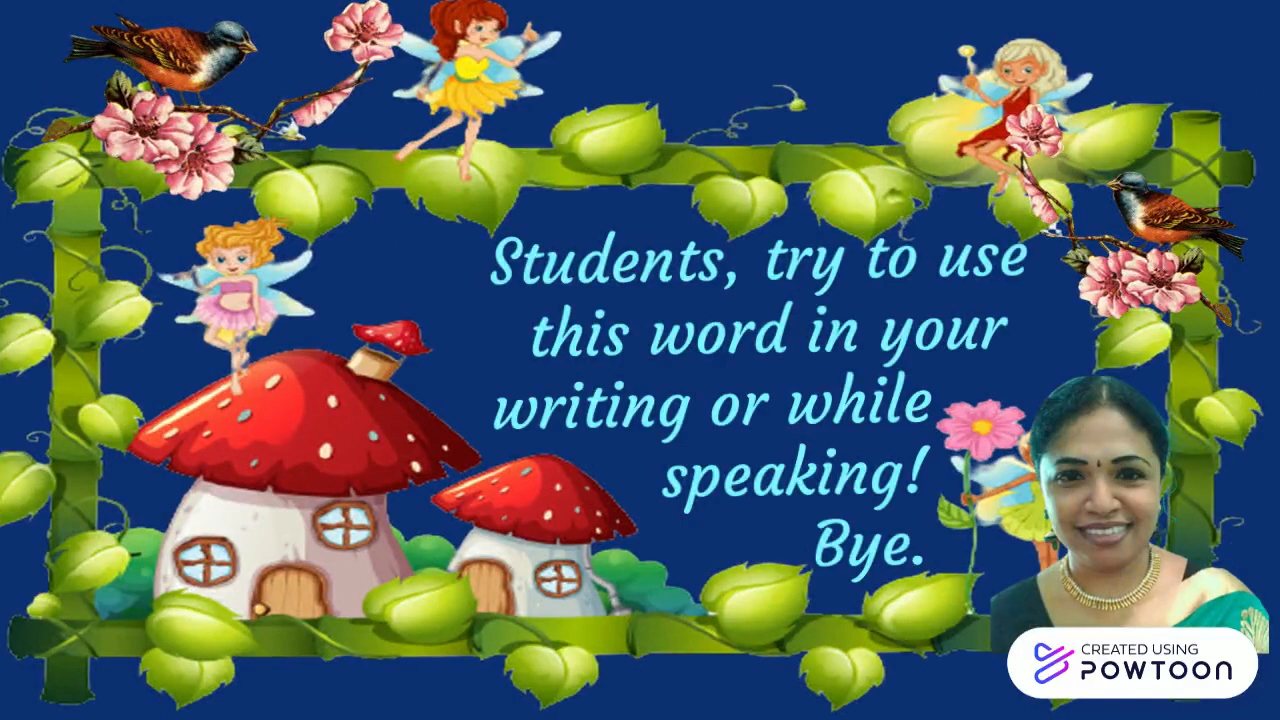 Students, try to use
this word in your
writing or while
speaking!
Bye.
CREATED USING
POWTOON